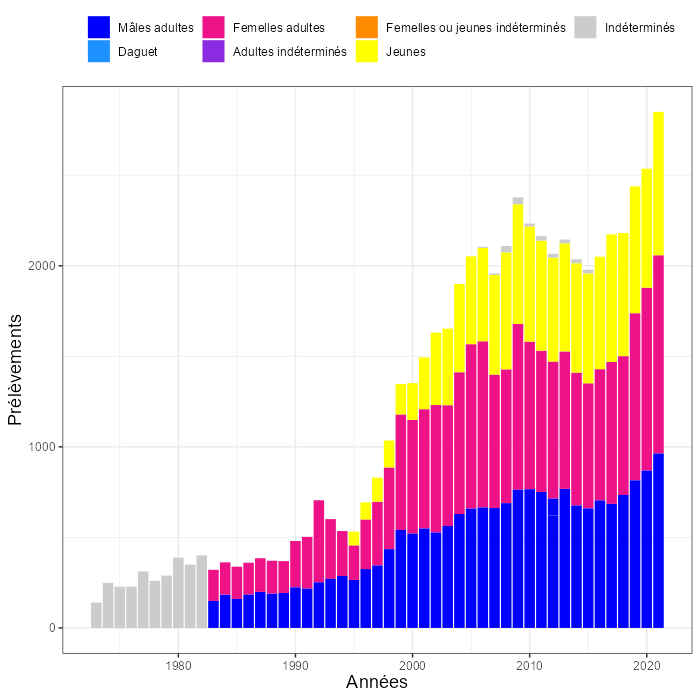 Mâles adultes Femelles adultes Femelles ou jeunes indéterminés Indéterminés
Daguet Adultes indéterminés Jeunes
2000
1000
0
Prélèvements
1980 1990 2000 2010 2020
Années